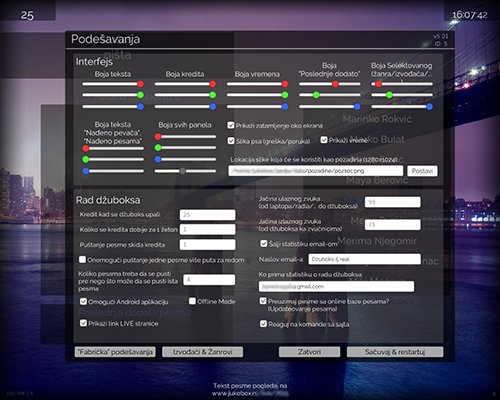 25
16:07:42
Podešavanja
v5.01
ID: 5
Interfejs
Boja teksta
Boja kredita
Boja vremena
Boja
"Poslednje dodato"
Boja Selektovanog
(žanra/izvođača/...
Boja teksta
"Nađeno pevača"
"Nađeno pesama"
Boja svih panela
Prikaži zatamljenje oko ekrana
Slika psa (greška/poruka)
Prikaži vreme
Lokacija slike koja će se koristiti kao pozadina (1280x1024)
Postavi
Marinko Rokvić
Marko Bulat
Maya Berović
Merima Njegomir
Rad džuboksa
Kredit kad se džuboks upali
25
Koliko se kredita dobije za 1 žeton
1
Puštanje pesme skida kredita
1
Onemogući puštanje jedne pesme više puta za redom
Koliko pesama treba da se pusti
pre nego što može da se pusti ista
pesma
4
Omogući Android aplikaciju
Offline Mode
Prikaži link LIVE stranice
Jačina ulaznog zvuka
(od laptopa/radia/... do džuboksa)
99
Jačina izlaznog zvuka
(od džuboksa ka zvučnicima)
75
Šalji statistiku email-om
Naslov email-a:
Džuboks 5 real
Ko prima statistiku o radu džuboksa:
@gmail.com
Preuzimaj pesme sa online baze pesama?
(Updateovanje pesama)
Reaguj na komande sa sajta
Poslednja dodata pesma
"Fabrička" podešavanja
Izvođači & Žanrovi
Zatvori
Sačuvaj & restartuj
Tekst pesme pogledaj na
www.jukebox.rs